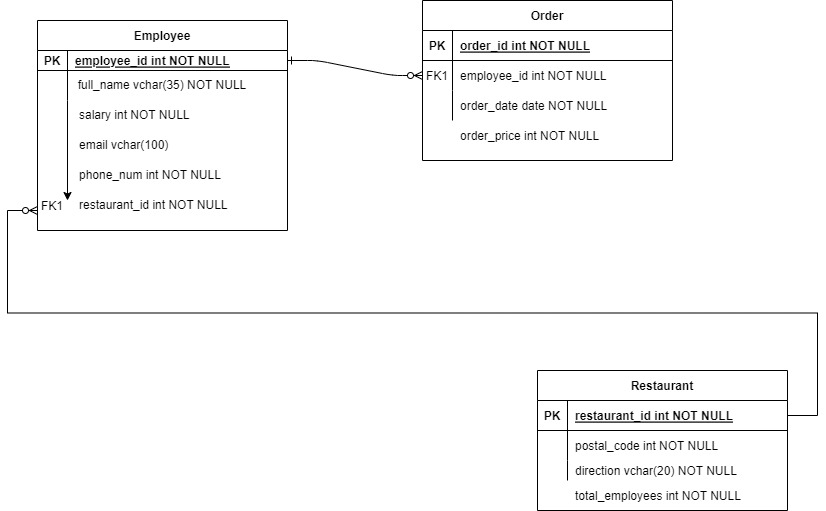 Employee
PK employee_id int NOT NULL
full_name vchar(35) NOT NULL
salary int NOT NULL
email vchar(100)
phone_num int NOT NULL
FK1 restaurant_id int NOT NULL
Order
PK order_id int NOT NULL
FK1 employee_id int NOT NULL
order_date date NOT NULL
order_price int NOT NULL
Restaurant
PK restaurant_id int NOT NULL
postal_code int NOT NULL
direction vchar(20) NOT NULL
total_employees int NOT NULL